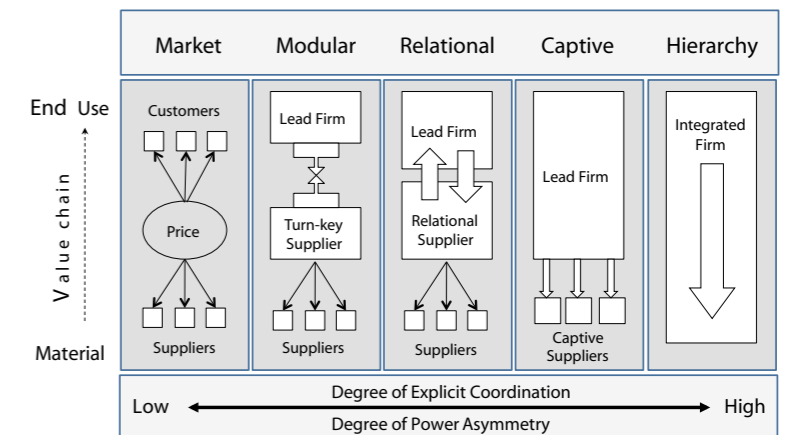 Market
Modular
Relational
Captive
Hierarchy
End Use
Value chain
Material
Customers
Price
Suppliers
Lead Firm
Turn-key
Supplier
Suppliers
Lead Firm
Relational
Supplier
Suppliers
Lead Firm
Captive
Suppliers
Integrated
Firm
Degree of Explicit Coordination
Low
High
Degree of Power Asymmetry